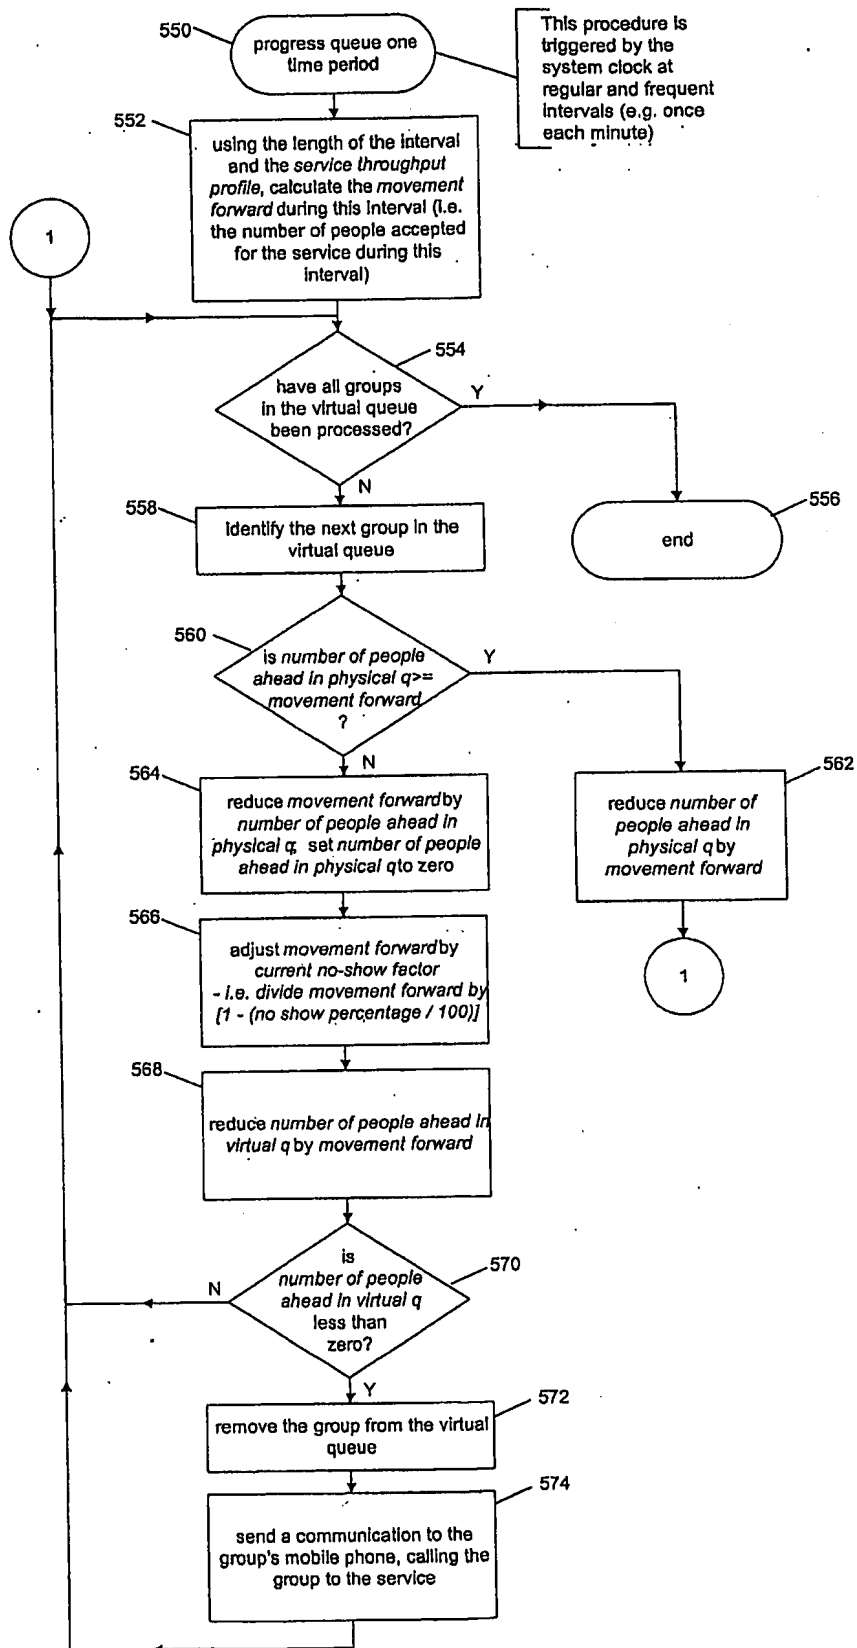 550
progress queue one
time period
This procedure is
triggered by the
system clock at
regular and frequent
intervals (e.g. once
each minute)
552
using the length of the interval
and the service throughput
profile, calculate the movement
forward during this interval (i.e.
the number of people accepted
for the service during this
interval)
1
554
have all groups
in the virtual queue
been processed?
Y
N
556
end
558
identify the next group in the
virtual queue
560
is number of people
ahead in physical q>=
movement forward
?
Y
N
562
reduce number of
people ahead in
physical q by
movement forward
1
564
reduce movement forward by
number of people ahead in
physical q; set number of people
ahead in physical q to zero
566
adjust movement forward by
current no-show factor
- i.e. divide movement forward by
[1 - (no show percentage / 100)]
568
reduce number of people ahead in
virtual q by movement forward
570
is
number of people
ahead in virtual q
less than
zero?
N
Y
572
remove the group from the virtual
queue
574
send a communication to the
group's mobile phone, calling the
group to the service